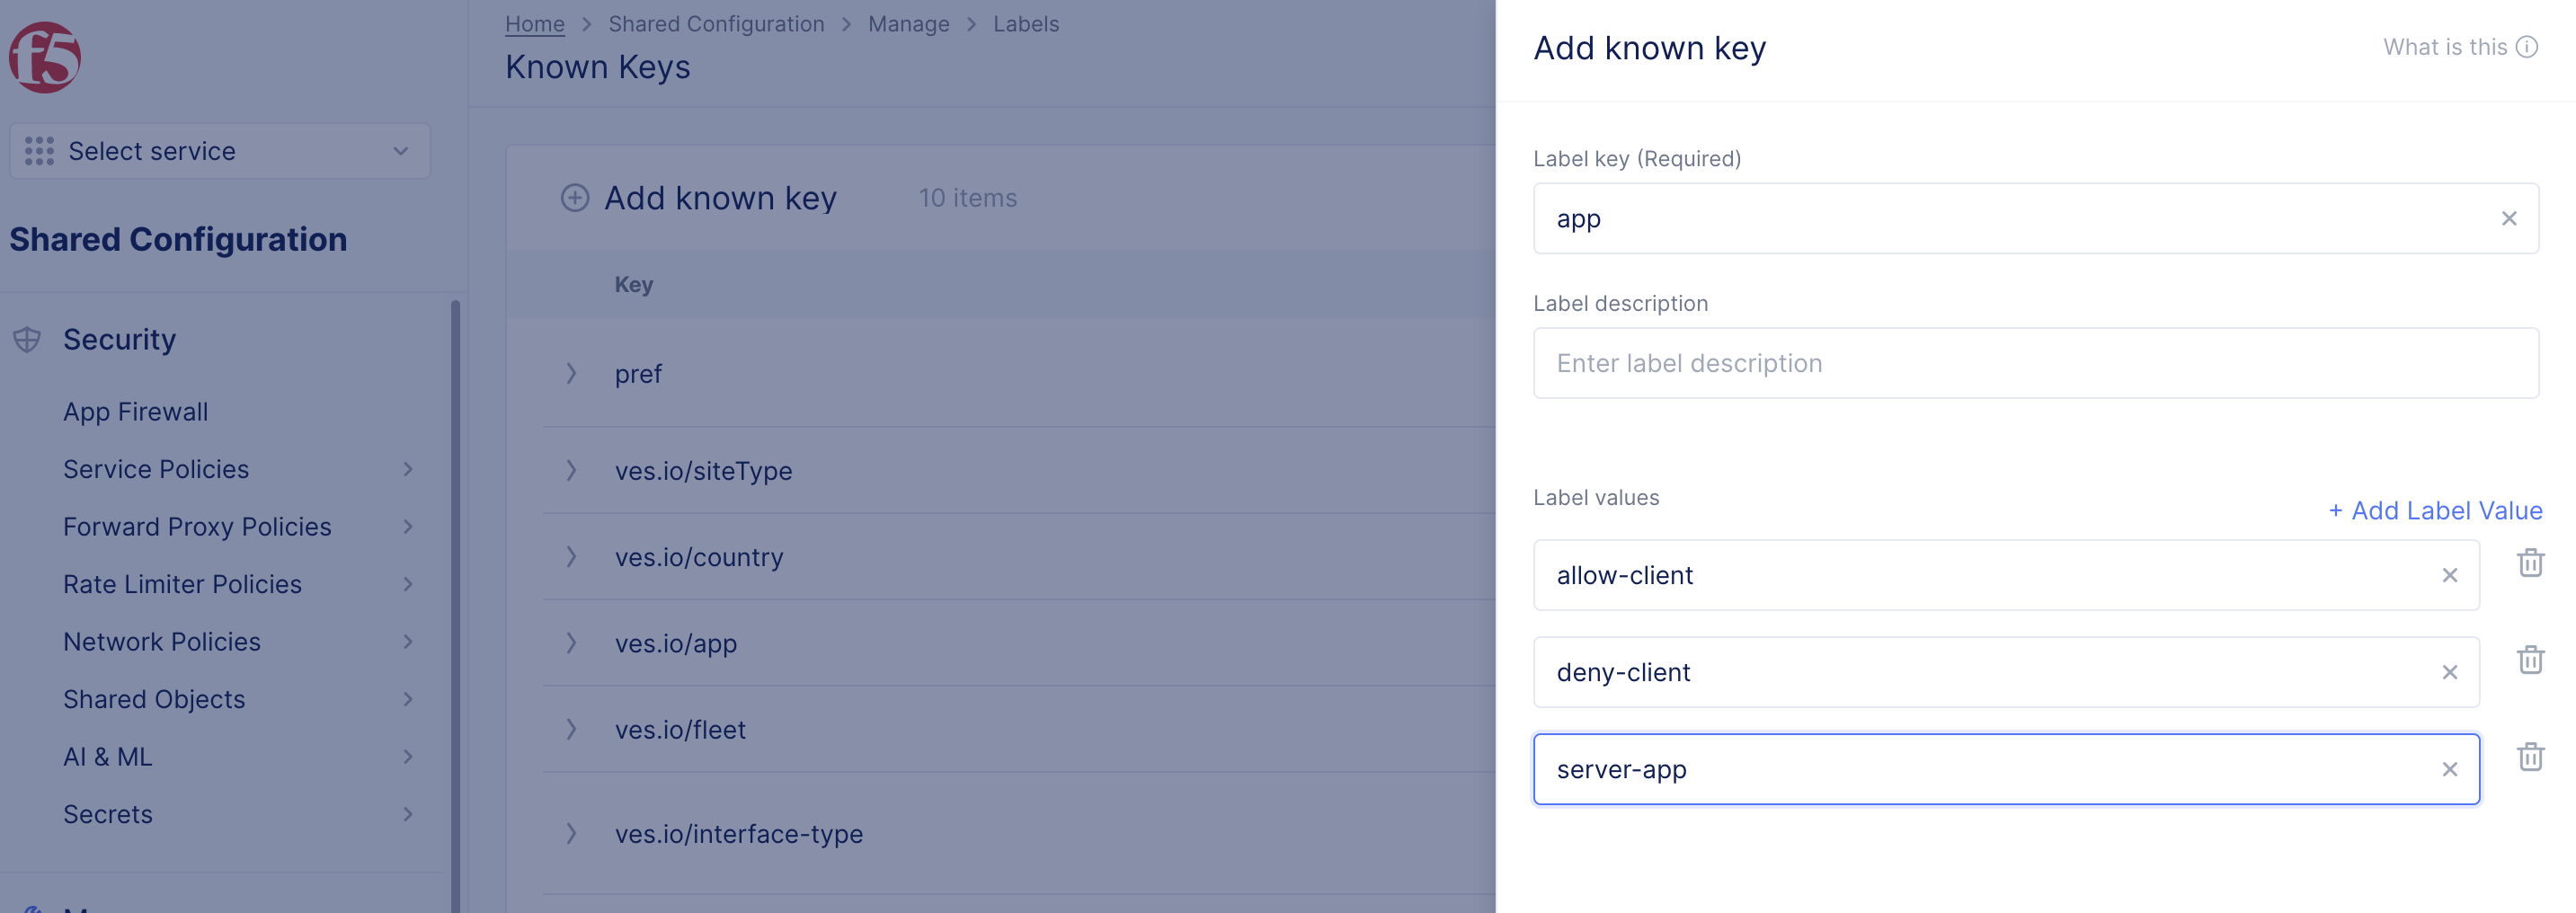 f5
Select service
Shared Configuration
Security
App Firewall
Service Policies
Forward Proxy Policies
Rate Limiter Policies
Network Policies
Shared Objects
AI & ML
Secrets
Home > Shared Configuration > Manage > Labels
Known Keys
Add known key 10 items
Key
pref
ves.io/siteType
ves.io/country
ves.io/app
ves.io/fleet
ves.io/interface-type
Add known key
What is this
Label key (Required)
app
Label description
Enter label description
Label values
+ Add Label Value
allow-client
deny-client
server-app